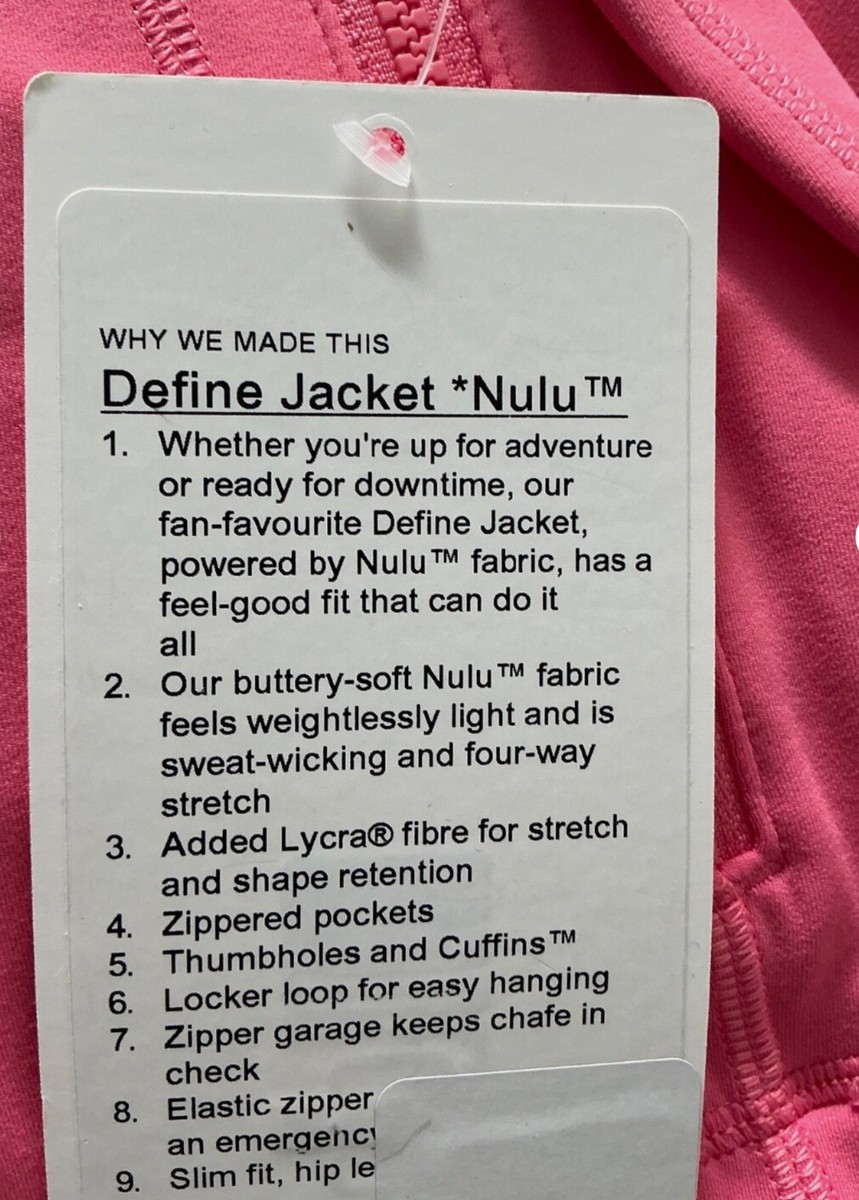 WHY WE MADE THIS
Define Jacket *Nulu™
1. Whether you're up for adventure
or ready for downtime, our
fan-favourite Define Jacket,
powered by Nulu™ fabric, has a
feel-good fit that can do it
all
2. Our buttery-soft Nulu™ fabric
feels weightlessly light and is
sweat-wicking and four-way
stretch
3. Added Lycra® fibre for stretch
and shape retention
4. Zippered pockets
5. Thumbholes and Cuffins™
6. Locker loop for easy hanging
7. Zipper garage keeps chafe in
check
8. Elastic zipper
an emergency
9. Slim fit, hip le